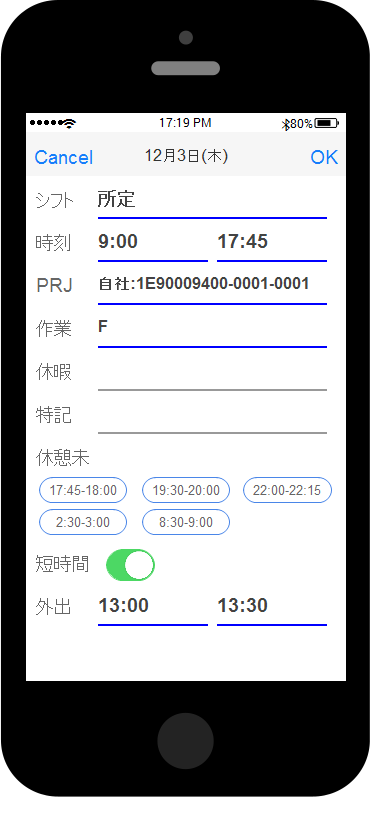 17:19 PM 80%
Cancel 12月3日(木) OK
シフト 所定
時刻 9:00 17:45
PRJ 自社:1E90009400-0001-0001
作業 F
休暇
特記
休憩未
17:45-18:00 19:30-20:00 22:00-22:15
2:30-3:00 8:30-9:00
短時間
外出 13:00 13:30